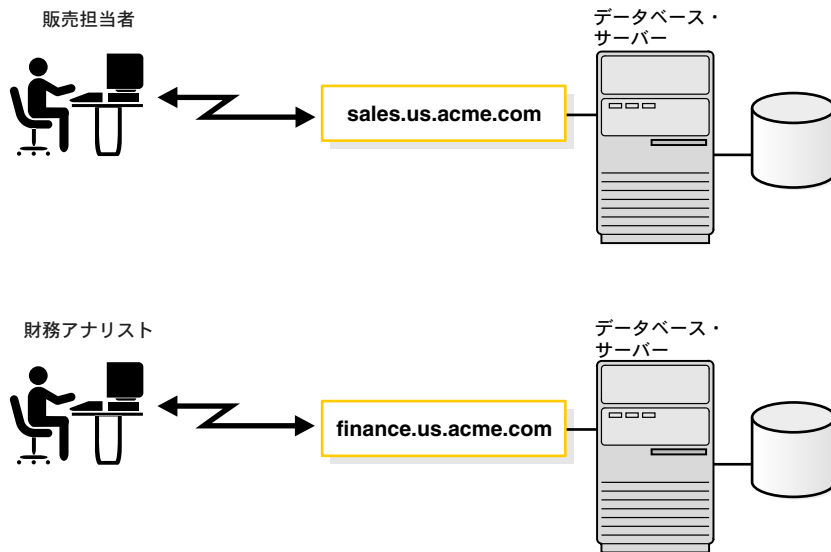 販売担当者
データベース・
サーバー
sales.us.acme.com
財務アナリスト
データベース・
サーバー
finance.us.acme.com